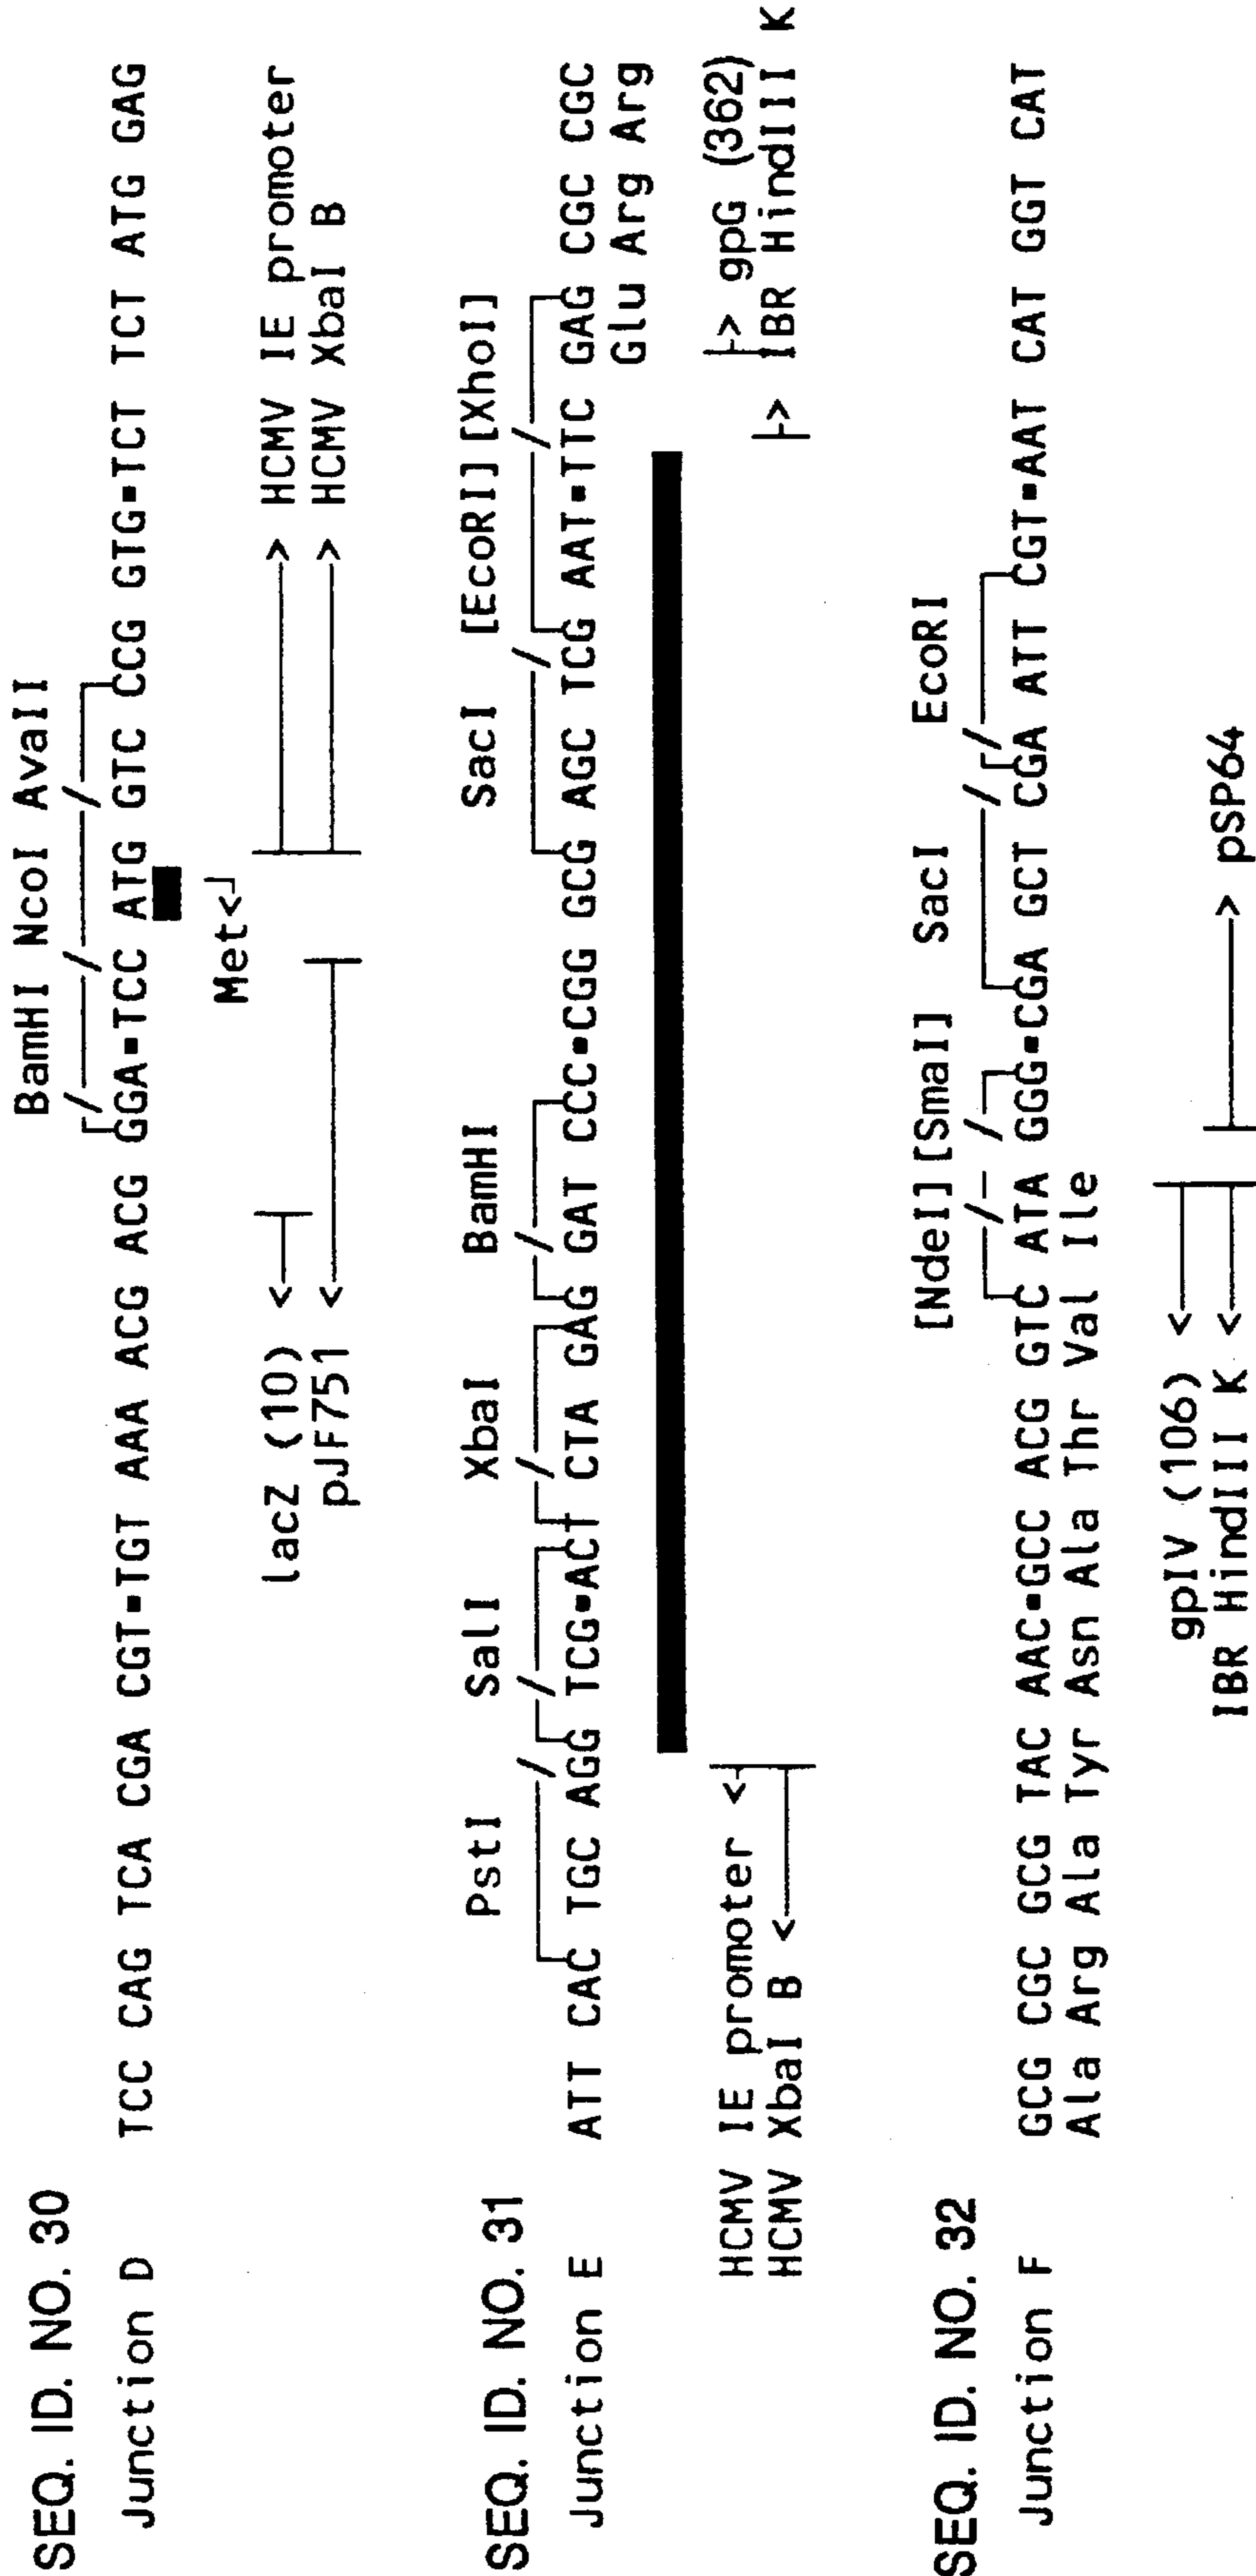 SEQ. ID. NO. 30
BamHI NcoI AvaII
Junction D TCC CAG TCA CGA CGT▪TGT AAA ACG ACG GGA▪TCC ATG GTC CCG GTG▪TCT TCT ATG GAG
Met<
lacZ (10) < > HCMV IE promoter
pJF751 < > HCMV XbaI B
SEQ. ID. NO. 31
PstI SalI XbaI BamHI SacI [EcoRI][XhoI]
Junction E ATT CAC TGC AGG TCG▪ACT CTA GAG GAT CCC▪CGG GCG AGC TCG AAT▪TTC GAG CGC CGC
Glu Arg Arg
HCMV IE promoter < > gpG (362)
HCMV XbaI B < > IBR HindIII K
SEQ. ID. NO. 32
[NdeI][SmaI] SacI EcoRI
Junction F GCG CGC GCG TAC AAC▪GCC ACG GTC ATA GGG▪CGA GCT CGA ATT CGT▪AAT CAT GGT CAT
Ala Arg Ala Tyr Asn Ala Thr Val Ile
gpIV (106) <
IBR HindIII K < > pSP64